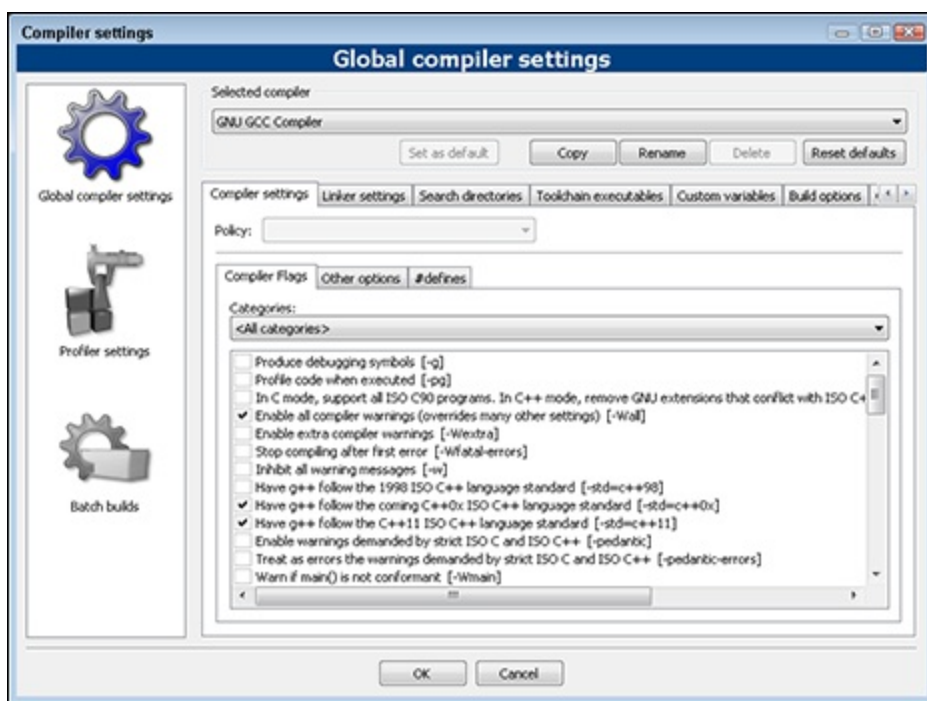 Compiler settings
Global compiler settings
Selected compiler
GNU GCC Compiler
Set as default Copy Rename Delete Reset defaults
Global compiler settings
Compiler settings Linker settings Search directories Toolchain executables Custom variables Build options
Policy:
Profiler settings
Compiler Flags Other options #defines
Categories:
<All categories>
Produce debugging symbols [-g]
Profile code when executed [-pg]
In C mode, support all ISO C90 programs. In C++ mode, remove GNU extensions that conflict with ISO C+
Enable all compiler warnings (overrides many other settings) [-Wall]
Enable extra compiler warnings [-Wextra]
Stop compiling after first error [-Wfatal-errors]
Inhibit all warning messages [-w]
Have g++ follow the 1998 ISO C++ language standard [-std=c++98]
Have g++ follow the coming C++0x ISO C++ language standard [-std=c++0x]
Have g++ follow the C++11 ISO C++ language standard [-std=c++11]
Enable warnings demanded by strict ISO C and ISO C++ [-pedantic]
Treat as errors the warnings demanded by strict ISO C and ISO C++ [-pedantic-errors]
Warn if main() is not conformant [-Wmain]
Batch builds
OK Cancel